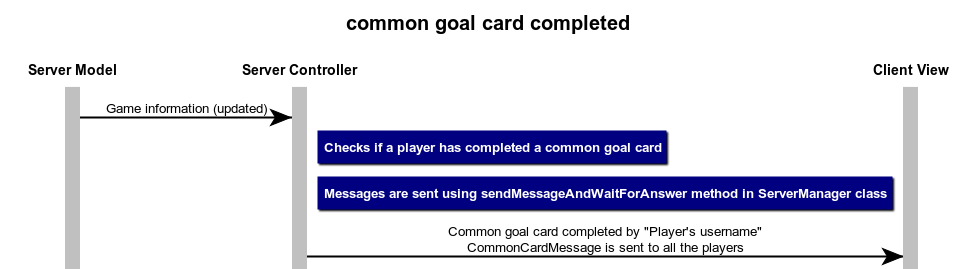 common goal card completed
Server Model
Server Controller
Client View
Game information (updated)
Checks if a player has completed a common goal card
Messages are sent using sendMessageAndWaitForAnswer method in ServerManager class
Common goal card completed by "Player's username"
CommonCardMessage is sent to all the players